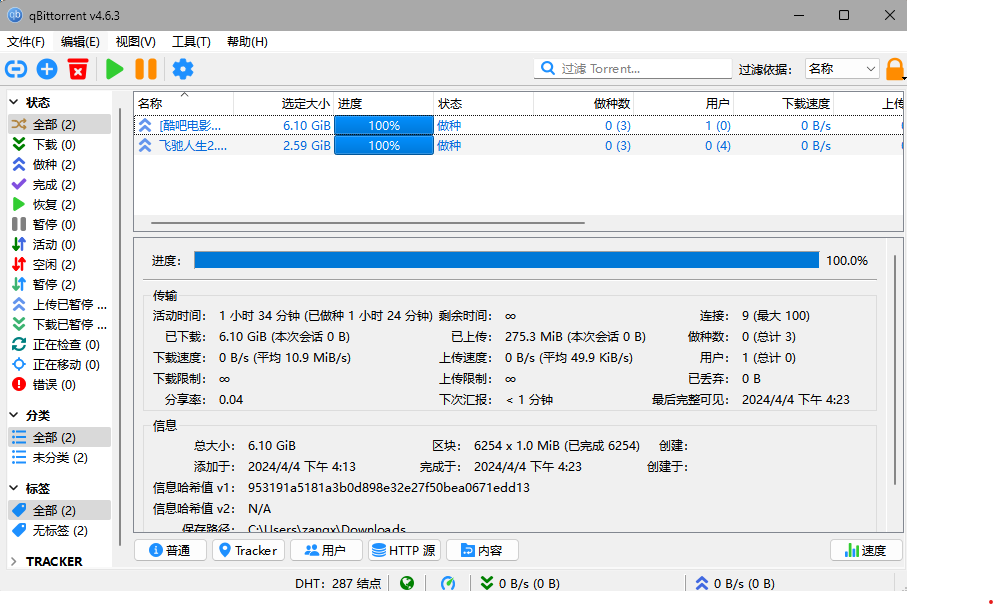 qBittorrent v4.6.3
文件(F) 编辑(E) 视图(V) 工具(T) 帮助(H)
过滤 Torrent... 过滤依据: 名称
状态
全部 (2)
下载 (0)
做种 (2)
完成 (2)
恢复 (2)
暂停 (0)
活动 (0)
空闲 (2)
暂停 (2)
上传已暂停 ...
下载已暂停 ...
正在检查 (0)
正在移动 (0)
错误 (0)
分类
全部 (2)
未分类 (2)
标签
全部 (2)
无标签 (2)
TRACKER
名称 选定大小 进度 状态 做种数 用户 下载速度 上传
[酷吧电影... 6.10 GiB 100% 做种 0 (3) 1 (0) 0 B/s
飞驰人生2.... 2.59 GiB 100% 做种 0 (3) 0 (4) 0 B/s
进度: 100.0%
传输
活动时间: 1 小时 34 分钟 (已做种 1 小时 24 分钟) 剩余时间: ∞ 连接: 9 (最大 100)
已下载: 6.10 GiB (本次会话 0 B) 已上传: 275.3 MiB (本次会话 0 B) 做种数: 0 (总计 3)
下载速度: 0 B/s (平均 10.9 MiB/s) 上传速度: 0 B/s (平均 49.9 KiB/s) 用户: 1 (总计 0)
下载限制: ∞ 上传限制: ∞ 已丢弃: 0 B
分享率: 0.04 下次汇报: < 1 分钟 最后完整可见: 2024/4/4 下午 4:23
信息
总大小: 6.10 GiB 区块: 6254 x 1.0 MiB (已完成 6254) 创建:
添加于: 2024/4/4 下午 4:13 完成于: 2024/4/4 下午 4:23 创建于:
信息哈希值 v1: 953191a5181a3b0d898e32e27f50bea0671edd13
信息哈希值 v2: N/A
保存路径: C:\Users\zangx\Downloads
普通 Tracker 用户 HTTP 源 内容 速度
DHT: 287 结点 0 B/s (0 B) 0 B/s (0 B)